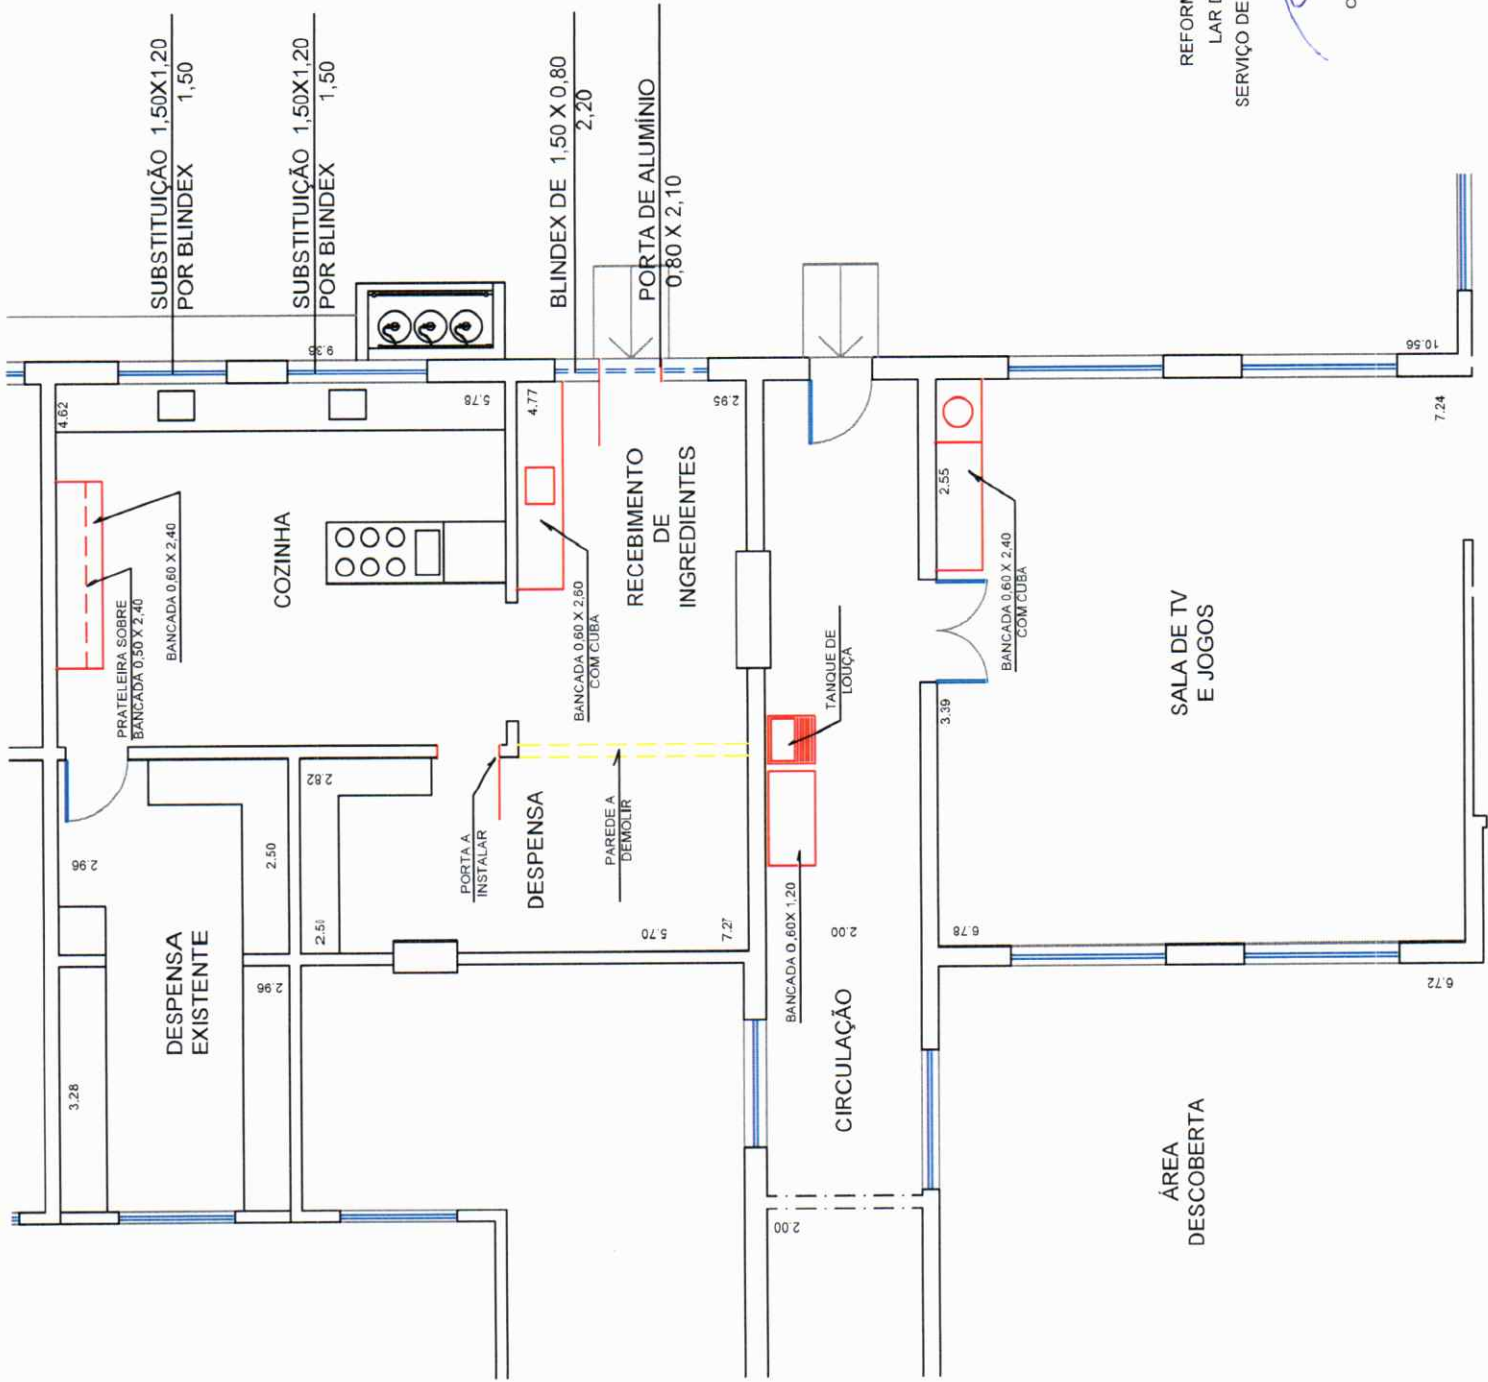 SUBSTITUIÇÃO 1,50X1,20
POR BLINDEX 1,50
SUBSTITUIÇÃO 1,50X1,20
POR BLINDEX 1,50
BLINDEX DE 1,50 X 0,80
2,20
PORTA DE ALUMÍNIO
0,80 X 2,10
REFORM
LAR D
SERVIÇO DE
9.35
4.62
5.78
4.77
2.95
10.56
7.24
PRATELEIRA SOBRE
BANCADA 0,50 X 2,40
BANCADA 0,60 X 2,40
COZINHA
BANCADA 0,60 X 2,60
COM CUBA
RECEBIMENTO
DE
INGREDIENTES
2.55
BANCADA 0,60 X 2,40
COM CUBA
TANQUE DE
LOUÇA
3.39
SALA DE TV
E JOGOS
2.82
2.96
2.50
2.50
PORTA A
INSTALAR
DESPENSA
PAREDE A
DEMOLIR
5.70
7.27
BANCADA 0,60X 1,20
2.00
6.78
6.72
DESPENSA
EXISTENTE
2.96
3.28
CIRCULAÇÃO
2.00
ÁREA
DESCOBERTA